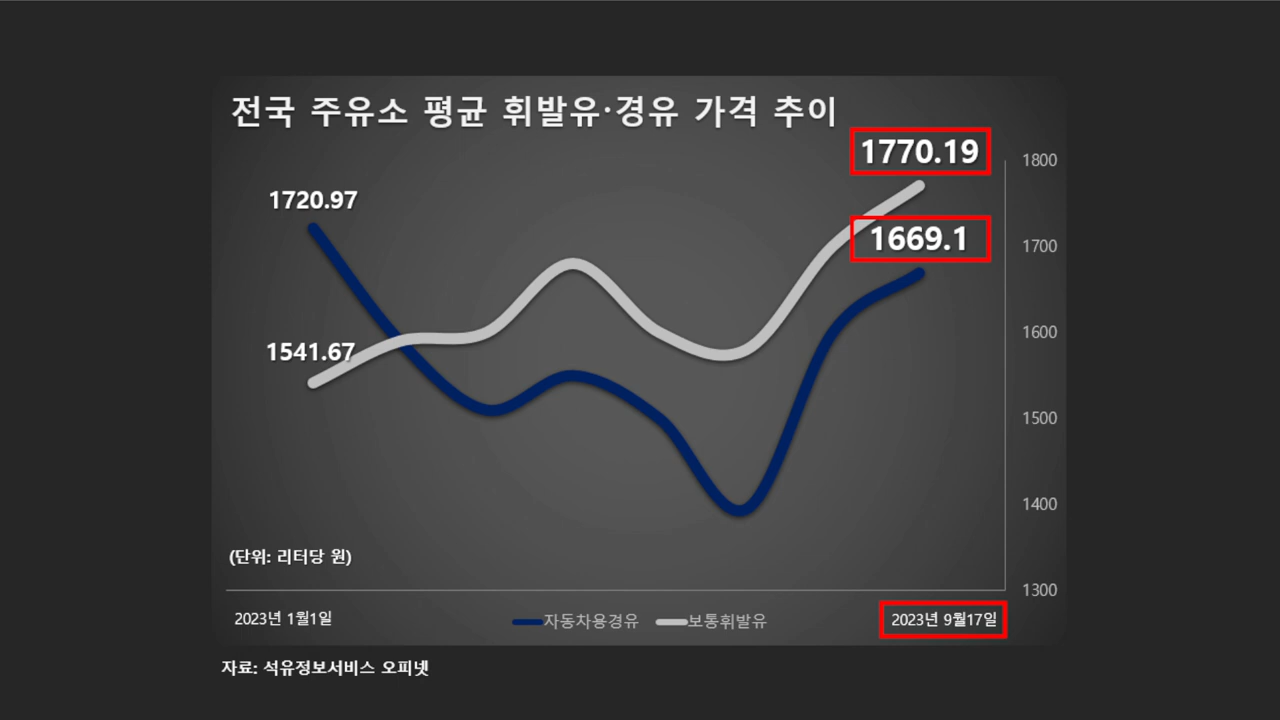 전국 주유소 평균 휘발유·경유 가격 추이
1770.19
1800
1720.97
1669.1
1700
1600
1541.67
1500
1400
(단위: 리터당 원)
1300
2023년 1월1일
자동차용경유
보통휘발유
2023년 9월17일
자료: 석유정보서비스 오피넷